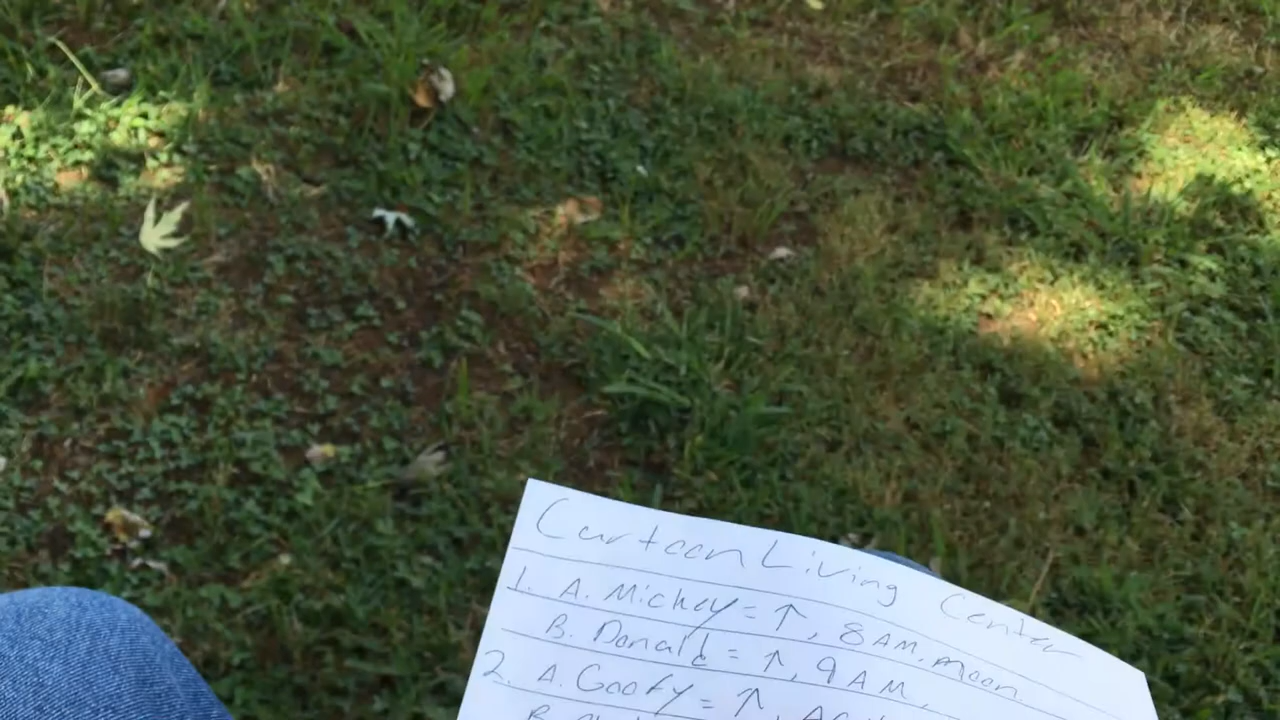 Cartoon Living Center
1. A. Mickey = ↑, 8 AM. moon
B. Donald = ↑, 9 AM,
2. A. Goofy = ↑,
B.